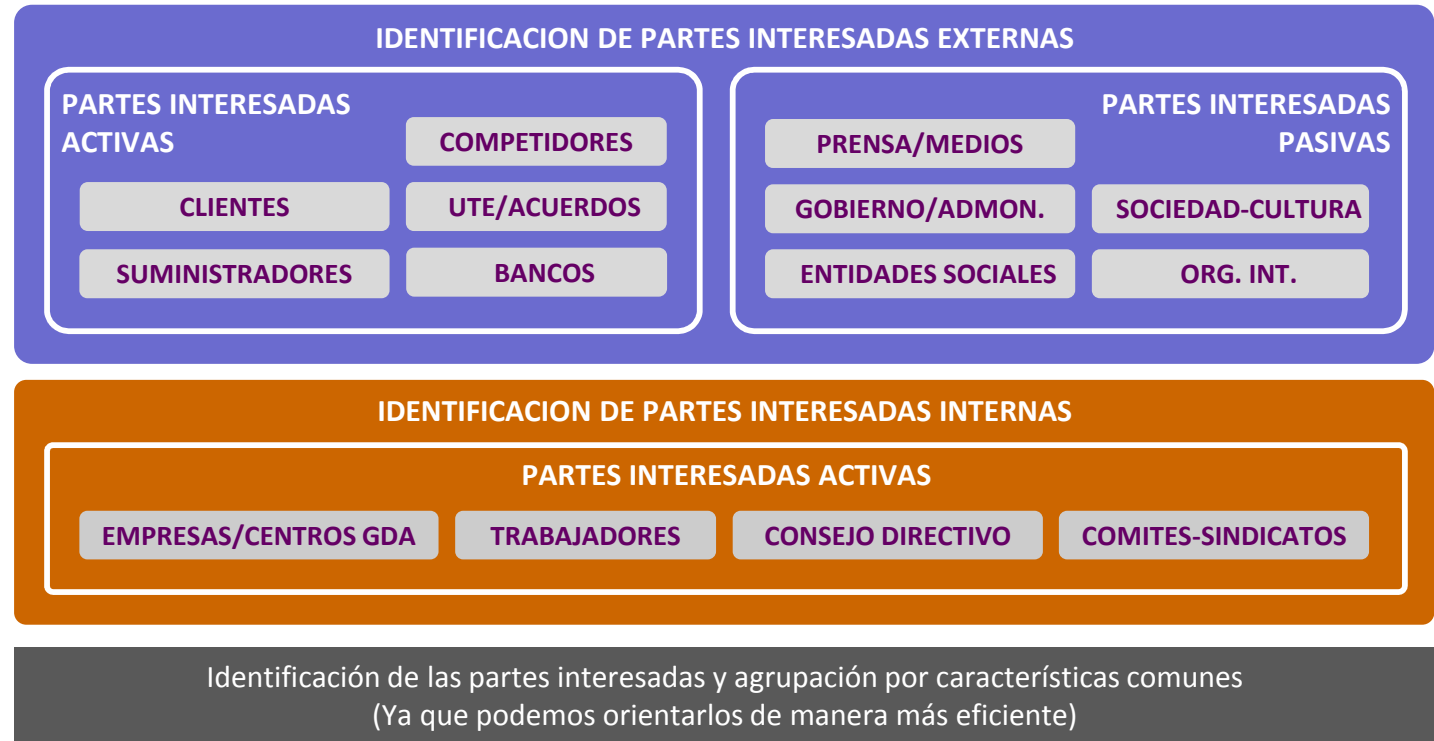 IDENTIFICACION DE PARTES INTERESADAS EXTERNAS
PARTES INTERESADAS
ACTIVAS
COMPETIDORES
CLIENTES
UTE/ACUERDOS
SUMINISTRADORES
BANCOS
PARTES INTERESADAS
PASIVAS
PRENSA/MEDIOS
GOBIERNO/ADMON.
SOCIEDAD-CULTURA
ENTIDADES SOCIALES
ORG. INT.
IDENTIFICACION DE PARTES INTERESADAS INTERNAS
PARTES INTERESADAS ACTIVAS
EMPRESAS/CENTROS GDA
TRABAJADORES
CONSEJO DIRECTIVO
COMITES-SINDICATOS
Identificación de las partes interesadas y agrupación por características comunes
(Ya que podemos orientarlos de manera más eficiente)